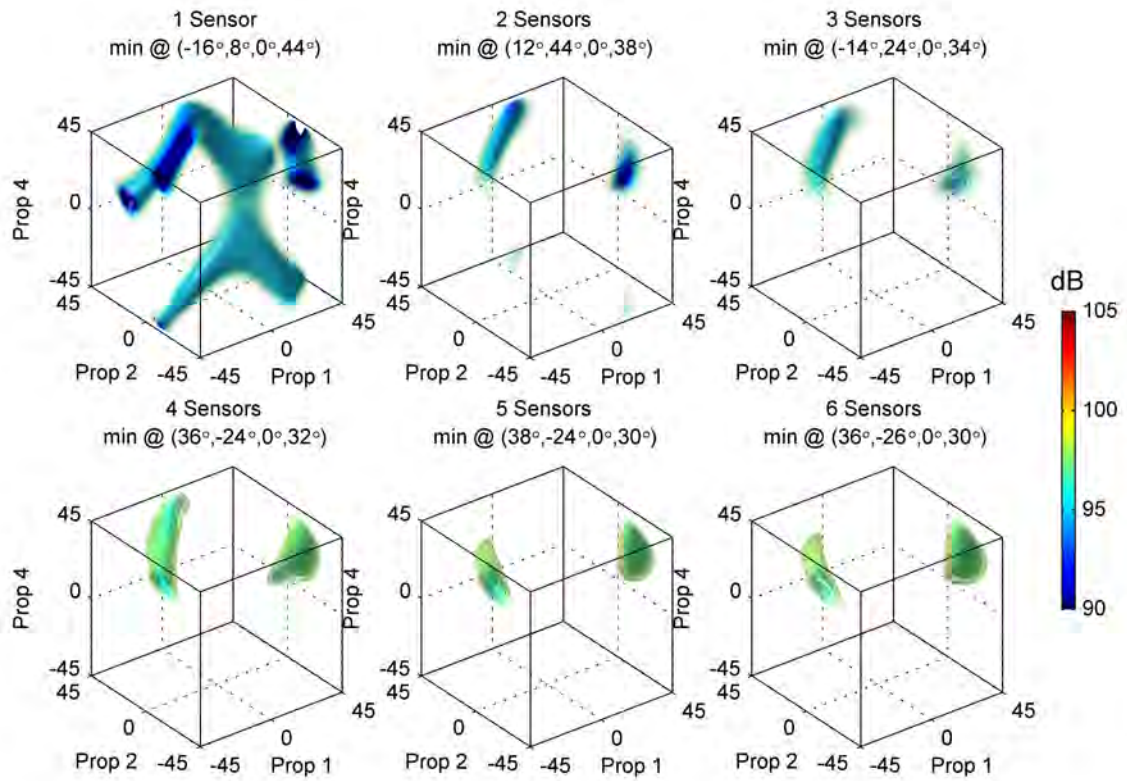 1 Sensor
min @ (-16°,8°,0°,44°)
2 Sensors
min @ (12°,44°,0°,38°)
3 Sensors
min @ (-14°,24°,0°,34°)
45
0
-45
45
Prop 4
0
Prop 2
-45
-45
0
Prop 1
45
45
0
-45
45
Prop 4
0
Prop 2
-45
-45
0
Prop 1
45
45
0
-45
45
Prop 4
0
Prop 2
-45
-45
0
Prop 1
45
dB
105
100
95
90
4 Sensors
min @ (36°,-24°,0°,32°)
5 Sensors
min @ (38°,-24°,0°,30°)
6 Sensors
min @ (36°,-26°,0°,30°)
45
0
-45
45
Prop 4
0
Prop 2
-45
-45
0
Prop 1
45
45
0
-45
45
Prop 4
0
Prop 2
-45
-45
0
Prop 1
45
45
0
-45
45
Prop 4
0
Prop 2
-45
-45
0
Prop 1
45